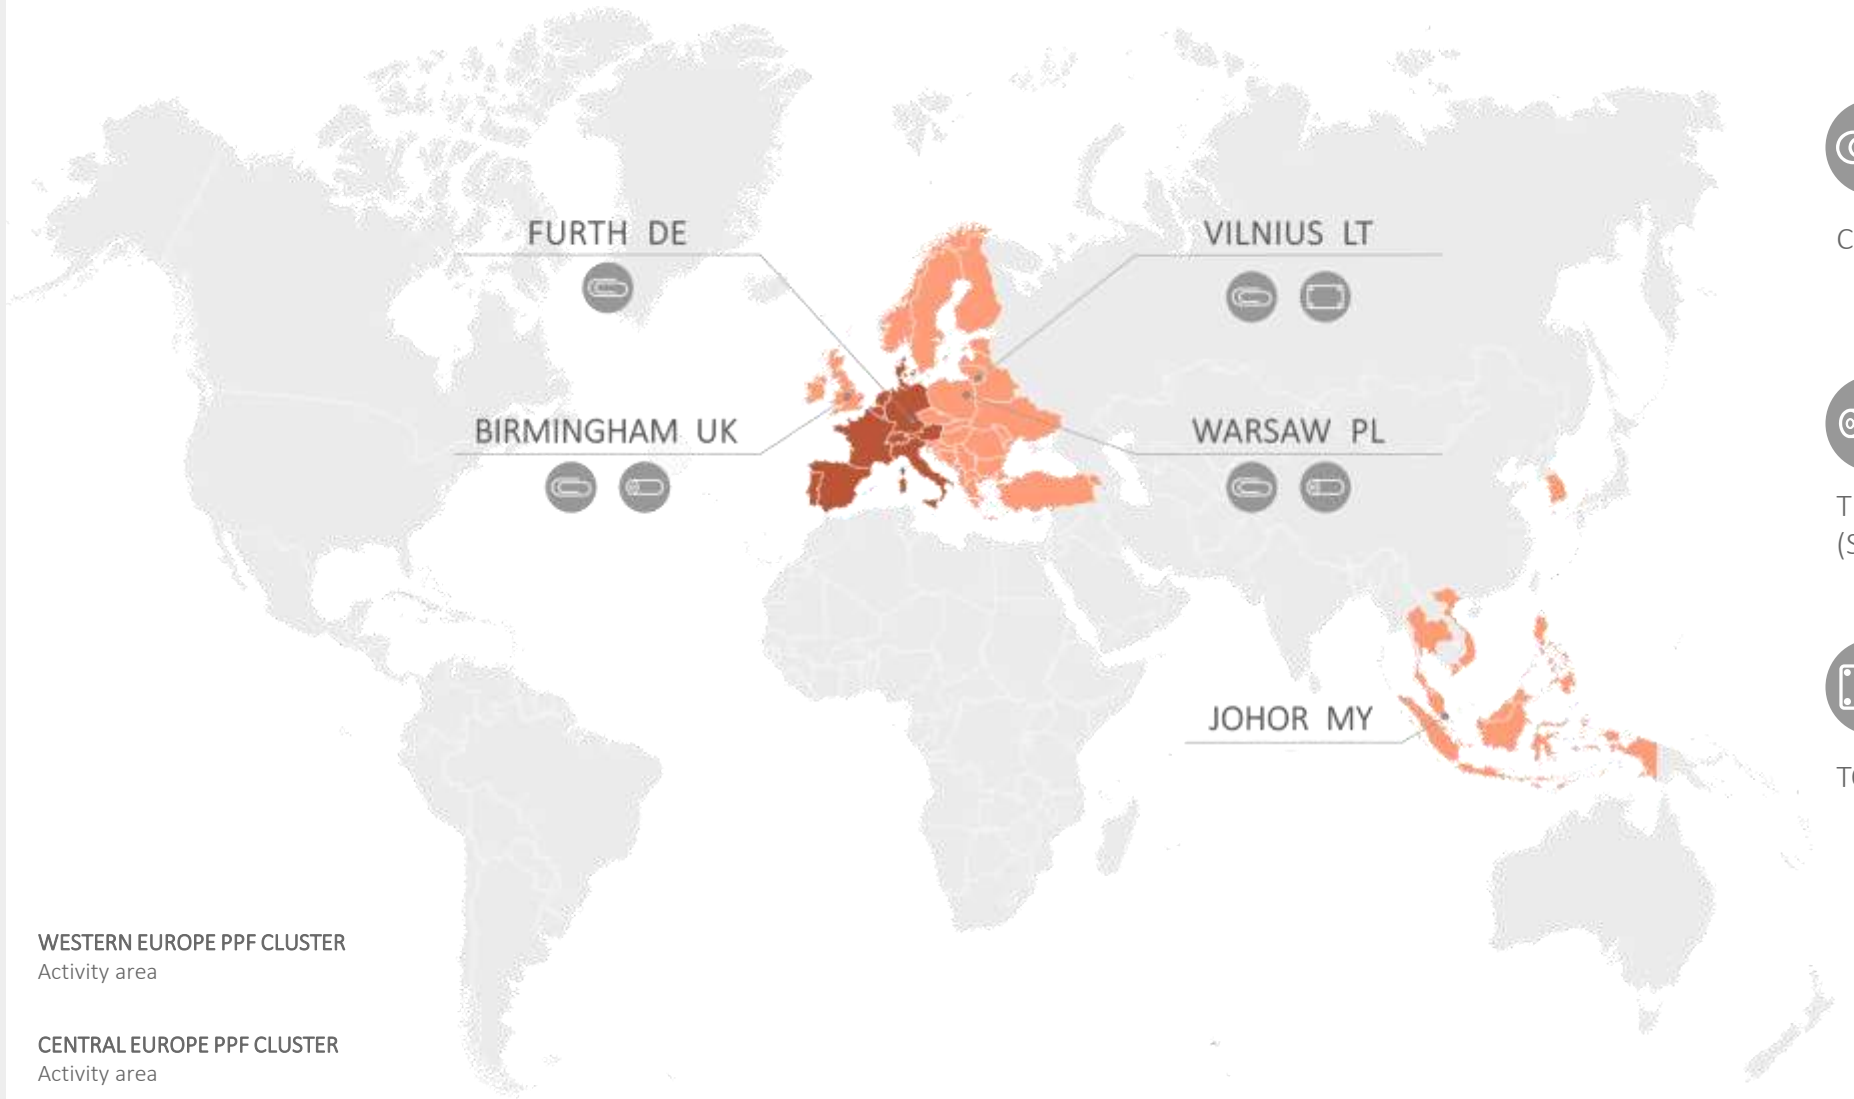 FURTH DE
VILNIUS LT
BIRMINGHAM UK
WARSAW PL
JOHOR MY
WESTERN EUROPE PPF CLUSTER
Activity area
CENTRAL EUROPE PPF CLUSTER
Activity area